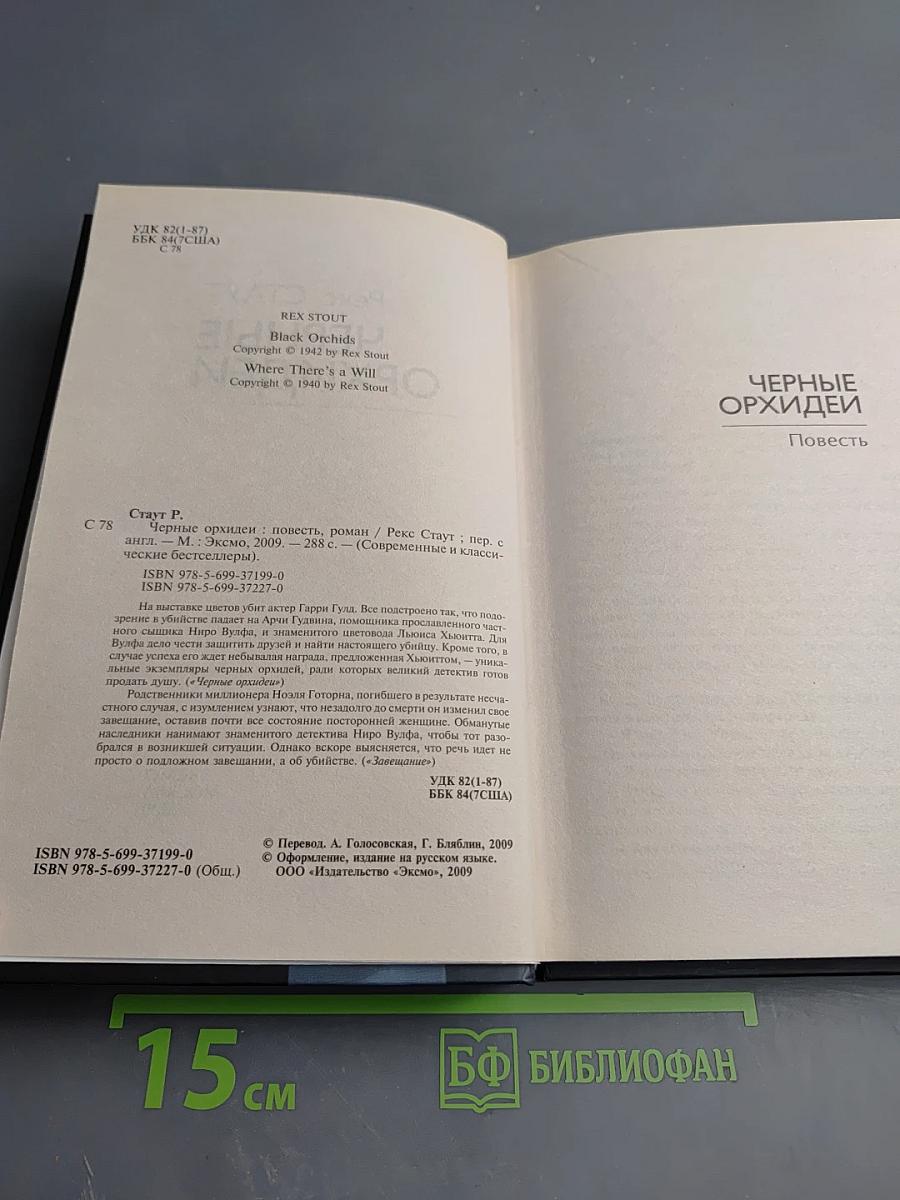 УДК 82(1-87)
ББК 84(7США)
С 78
REX STOUT
Black Orchids
Copyright © 1942 by Rex Stout
Where There's a Will
Copyright © 1940 by Rex Stout
Стаут Р.
С 78 Черные орхидеи : повесть, роман / Рекс Стаут ; пер. с
англ. — М. : Эксмо, 2009. — 288 с. — (Современные и класси-
ческие бестселлеры).
ISBN 978-5-699-37199-0
ISBN 978-5-699-37227-0
На выставке цветов убит актер Гарри Гулд. Все подстроено так, что подо-
зрение в убийстве падает на Арчи Гудвина, помощника прославленного част-
ного сыщика Ниро Вулфа, и знаменитого цветовода Льюиса Хьюитта. Для
Вулфа дело чести защитить друзей и найти настоящего убийцу. Кроме того, в
случае успеха его ждет небывалая награда, предложенная Хьюиттом, — уника-
льные экземпляры черных орхидей, ради которых великий детектив готов
продать душу. («Черные орхидеи»)
Родственники миллионера Ноэля Готорна, погибшего в результате несча-
стного случая, с изумлением узнают, что незадолго до смерти он изменил свое
завещание, оставив почти все состояние посторонней женщине. Обманутые
наследники нанимают знаменитого детектива Ниро Вулфа, чтобы тот разо-
брался в возникшей ситуации. Однако вскоре выясняется, что речь идет не
просто о подложном завещании, а об убийстве. («Завещание»)
УДК 82(1-87)
ББК 84(7США)
ISBN 978-5-699-37199-0
ISBN 978-5-699-37227-0 (Общ.)
© Перевод. А. Голосовская, Г. Бляблин, 2009
© Оформление, издание на русском языке.
ООО «Издательство «Эксмо», 2009
ЧЕРНЫЕ
ОРХИДЕИ
Повесть
15 см
БФ БИБЛИОФАН